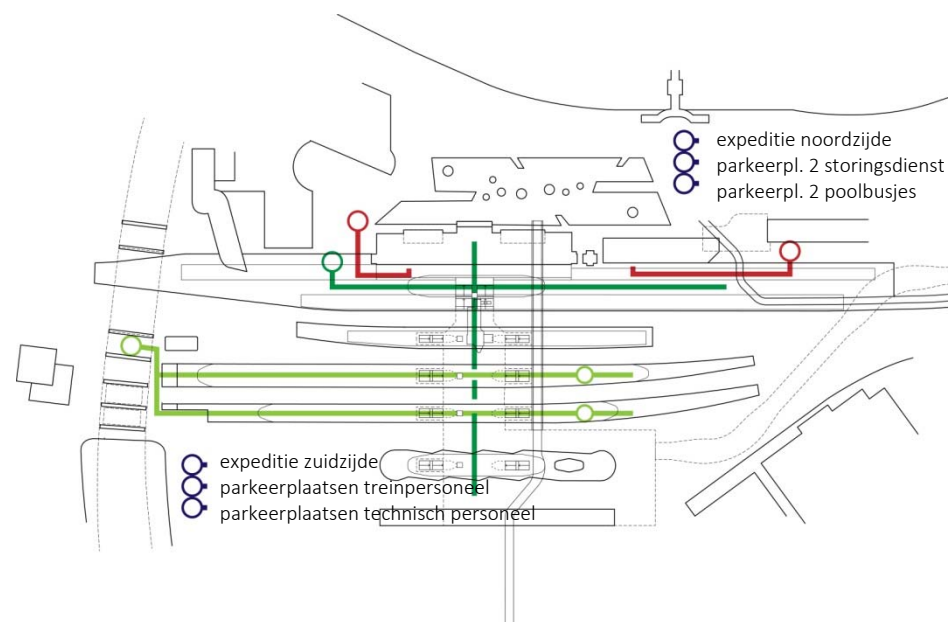 expeditie noordzijde
parkeerpl. 2 storingsdienst
parkeerpl. 2 poolbusjes
expeditie zuidzijde
parkeerplaatsen treinpersoneel
parkeerplaatsen technisch personeel